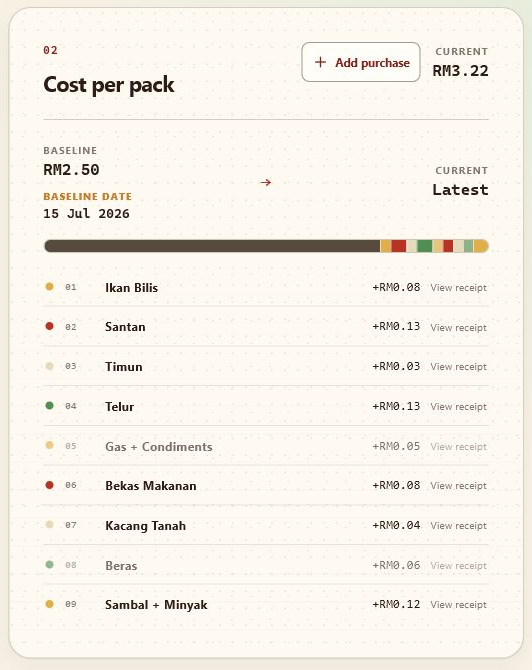 02
Cost per pack
+ Add purchase
CURRENT
RM3.22
BASELINE
RM2.50
BASELINE DATE
15 Jul 2026
→
CURRENT
Latest
01 Ikan Bilis +RM0.08 View receipt
02 Santan +RM0.13 View receipt
03 Timun +RM0.03 View receipt
04 Telur +RM0.13 View receipt
05 Gas + Condiments +RM0.05 View receipt
06 Bekas Makanan +RM0.08 View receipt
07 Kacang Tanah +RM0.04 View receipt
08 Beras +RM0.06 View receipt
09 Sambal + Minyak +RM0.12 View receipt